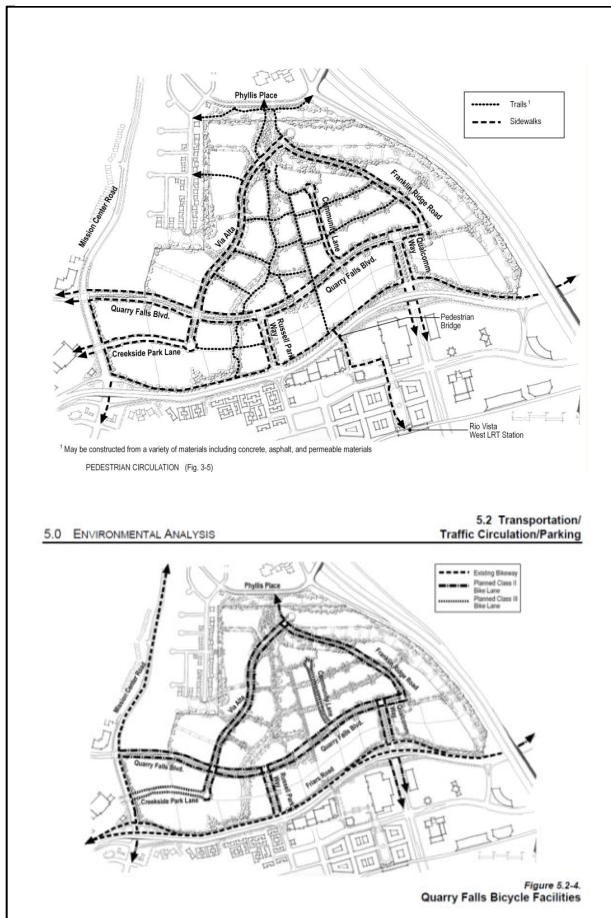 Phyllis Place
Trails ¹
Sidewalks
Mission Center Road
Franklin Ridge Road
Via Alta
Community Lane
Qualcomm
Way
Quarry Falls Blvd.
Quarry Falls Blvd.
Russell Park
Way
Creekside Park Lane
Pedestrian
Bridge
Rio Vista
West LRT Station
¹ May be constructed from a variety of materials including concrete, asphalt, and permeable materials
PEDESTRIAN CIRCULATION (Fig. 3-5)
5.0 ENVIRONMENTAL ANALYSIS
5.2 Transportation/
Traffic Circulation/Parking
Existing Bikeway
Planned Class II
Bike Lane
Planned Class III
Bike Lane
Phyllis Place
Mission Center Road
Franklin Ridge Road
Via Alta
Community Lane
Quarry Falls Blvd.
Quarry Falls Blvd.
Russell Park
Way
Friars Road
Creekside Park Lane
Figure 5.2-4.
Quarry Falls Bicycle Facilities